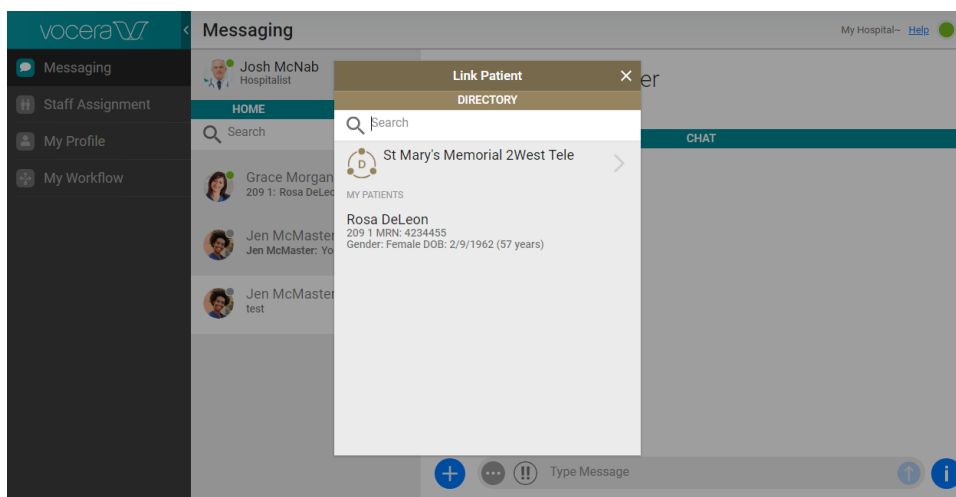 vocera
Messaging
My Hospital~ Help
Messaging
Staff Assignment
My Profile
My Workflow
Josh McNab
Hospitalist
HOME
Search
Grace Morgan
209 1: Rosa DeLeo
Jen McMaster
Jen McMaster: Yo
Jen McMaster
test
Link Patient
DIRECTORY
Search
D
St Mary's Memorial 2West Tele
MY PATIENTS
Rosa DeLeon
209 1 MRN: 4234455
Gender: Female DOB: 2/9/1962 (57 years)
er
CHAT
Type Message